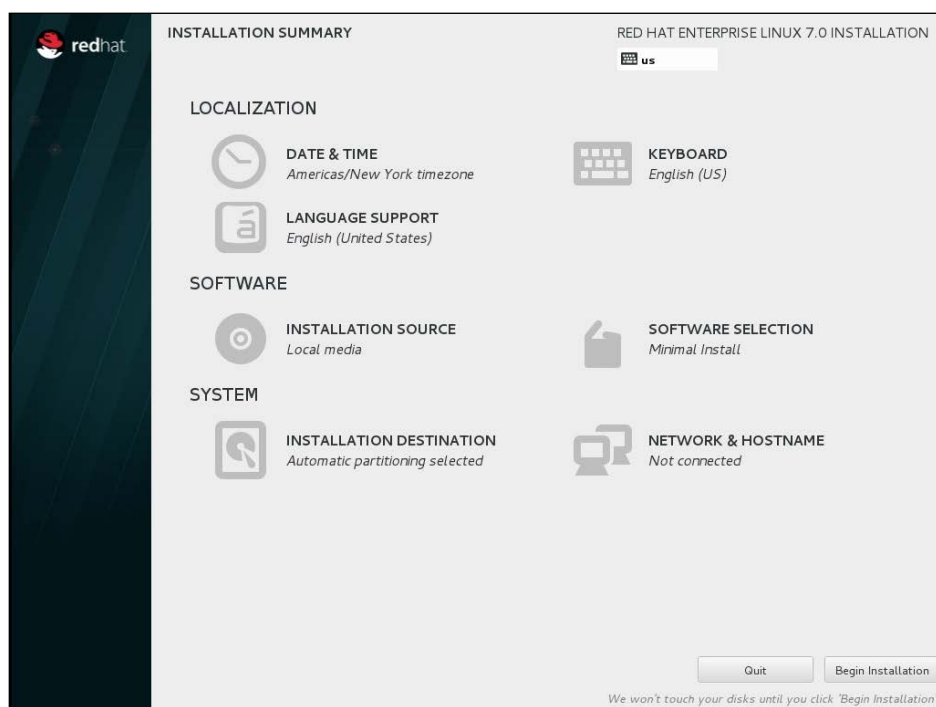 redhat
INSTALLATION SUMMARY
RED HAT ENTERPRISE LINUX 7.0 INSTALLATION
us
LOCALIZATION
DATE & TIME
Americas/New York timezone
KEYBOARD
English (US)
LANGUAGE SUPPORT
English (United States)
SOFTWARE
INSTALLATION SOURCE
Local media
SOFTWARE SELECTION
Minimal Install
SYSTEM
INSTALLATION DESTINATION
Automatic partitioning selected
NETWORK & HOSTNAME
Not connected
Quit
Begin Installation
We won't touch your disks until you click 'Begin Installation'